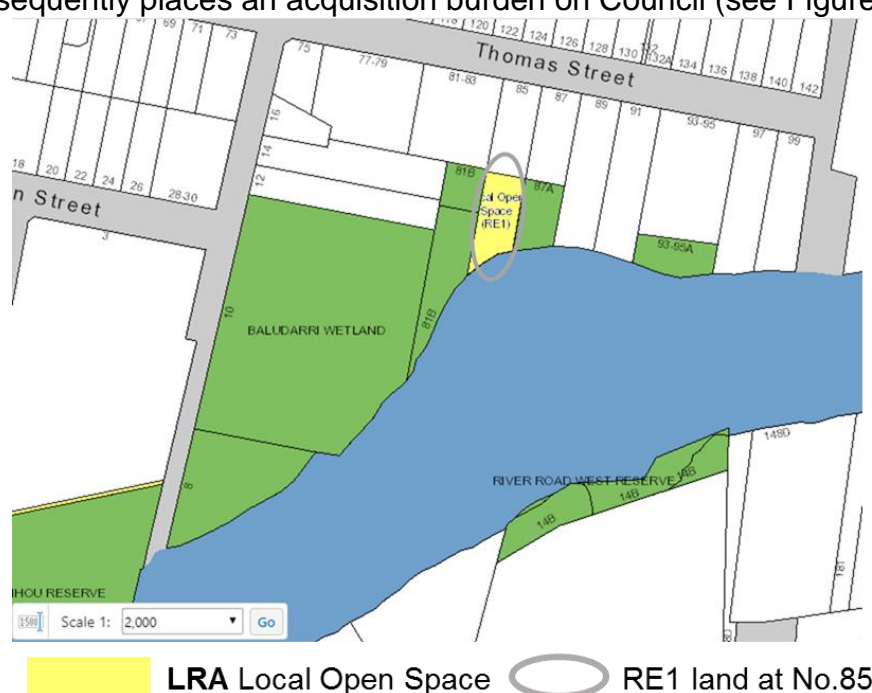 sequently places an acquisition burden on Council (see Figure
69 71 73
118 120 122 124 126 128 130 132 132A 134 136 138 140 142
Thomas Street
75 77-79 81-83 85 87 89 91 93-95 97 99
16
14
12
18 20 22 24 26 28-30
n Street
3
81B 87A
cal Open
Space
(RE1)
93-95A
10
BALUDARRI WETLAND
81B
148D
8
RIVER ROAD WEST RESERVE
14B 14B 14B
181
IHOU RESERVE
Scale 1: 2,000 Go
LRA Local Open Space RE1 land at No.85